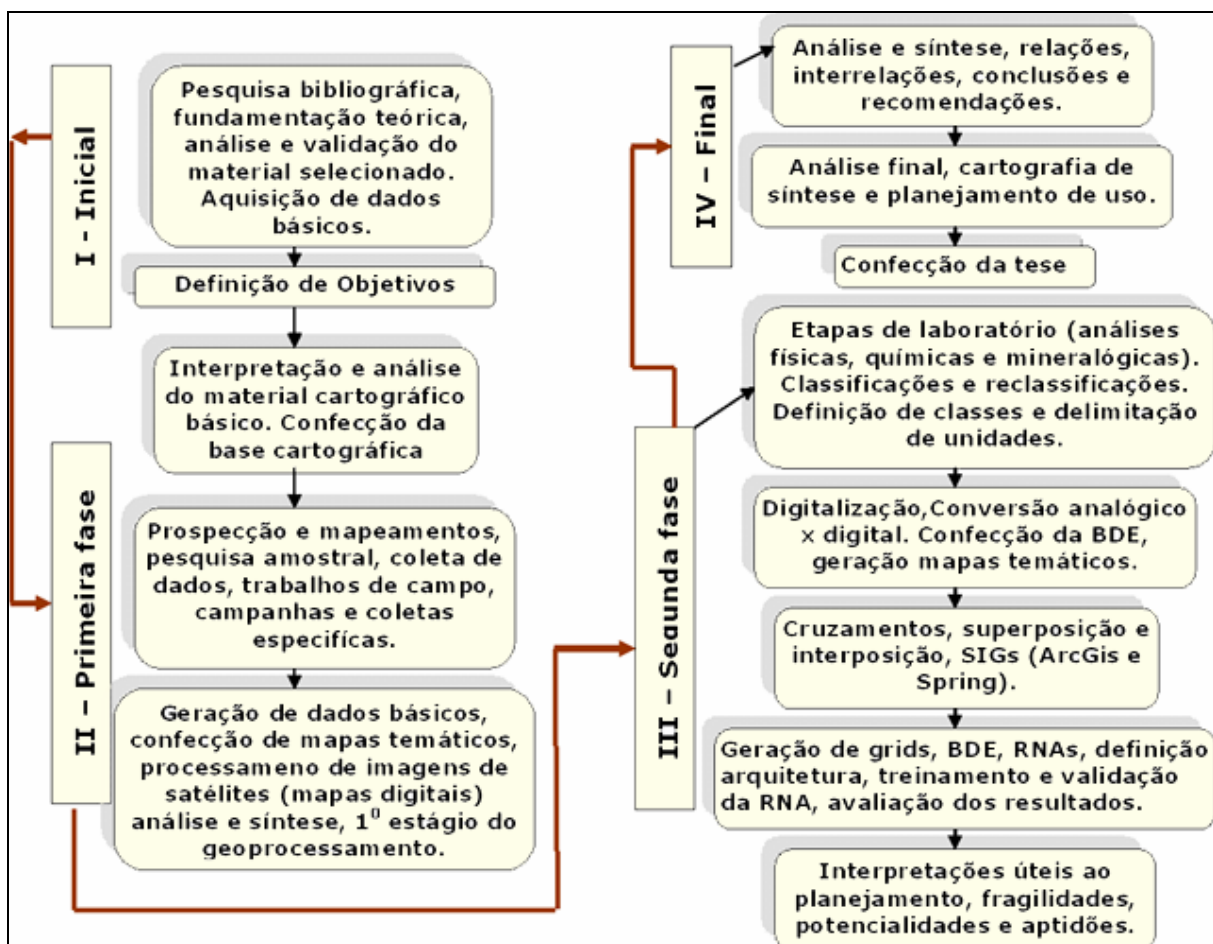 I - Inicial
Pesquisa bibliográfica,
fundamentação teórica,
análise e validação do
material selecionado.
Aquisição de dados
básicos.
Definição de Objetivos
II – Primeira fase
Interpretação e análise
do material cartográfico
básico. Confecção da
base cartográfica
Prospecção e mapeamentos,
pesquisa amostral, coleta de
dados, trabalhos de campo,
campanhas e coletas
especifícas.
Geração de dados básicos,
confecção de mapas temáticos,
processameno de imagens de
satélites (mapas digitais)
análise e síntese, 1⁰ estágio do
geoprocessamento.
III – Segunda fase
Etapas de laboratório (análises
físicas, químicas e mineralógicas).
Classificações e reclassificações.
Definição de classes e delimitação
de unidades.
Digitalização,Conversão analógico
x digital. Confecção da BDE,
geração mapas temáticos.
Cruzamentos, superposição e
interposição, SIGs (ArcGis e
Spring).
Geração de grids, BDE, RNAs, definição
arquitetura, treinamento e validação
da RNA, avaliação dos resultados.
Interpretações úteis ao
planejamento, fragilidades,
potencialidades e aptidões.
IV – Final
Análise e síntese, relações,
interrelações, conclusões e
recomendações.
Análise final, cartografia de
síntese e planejamento de uso.
Confecção da tese